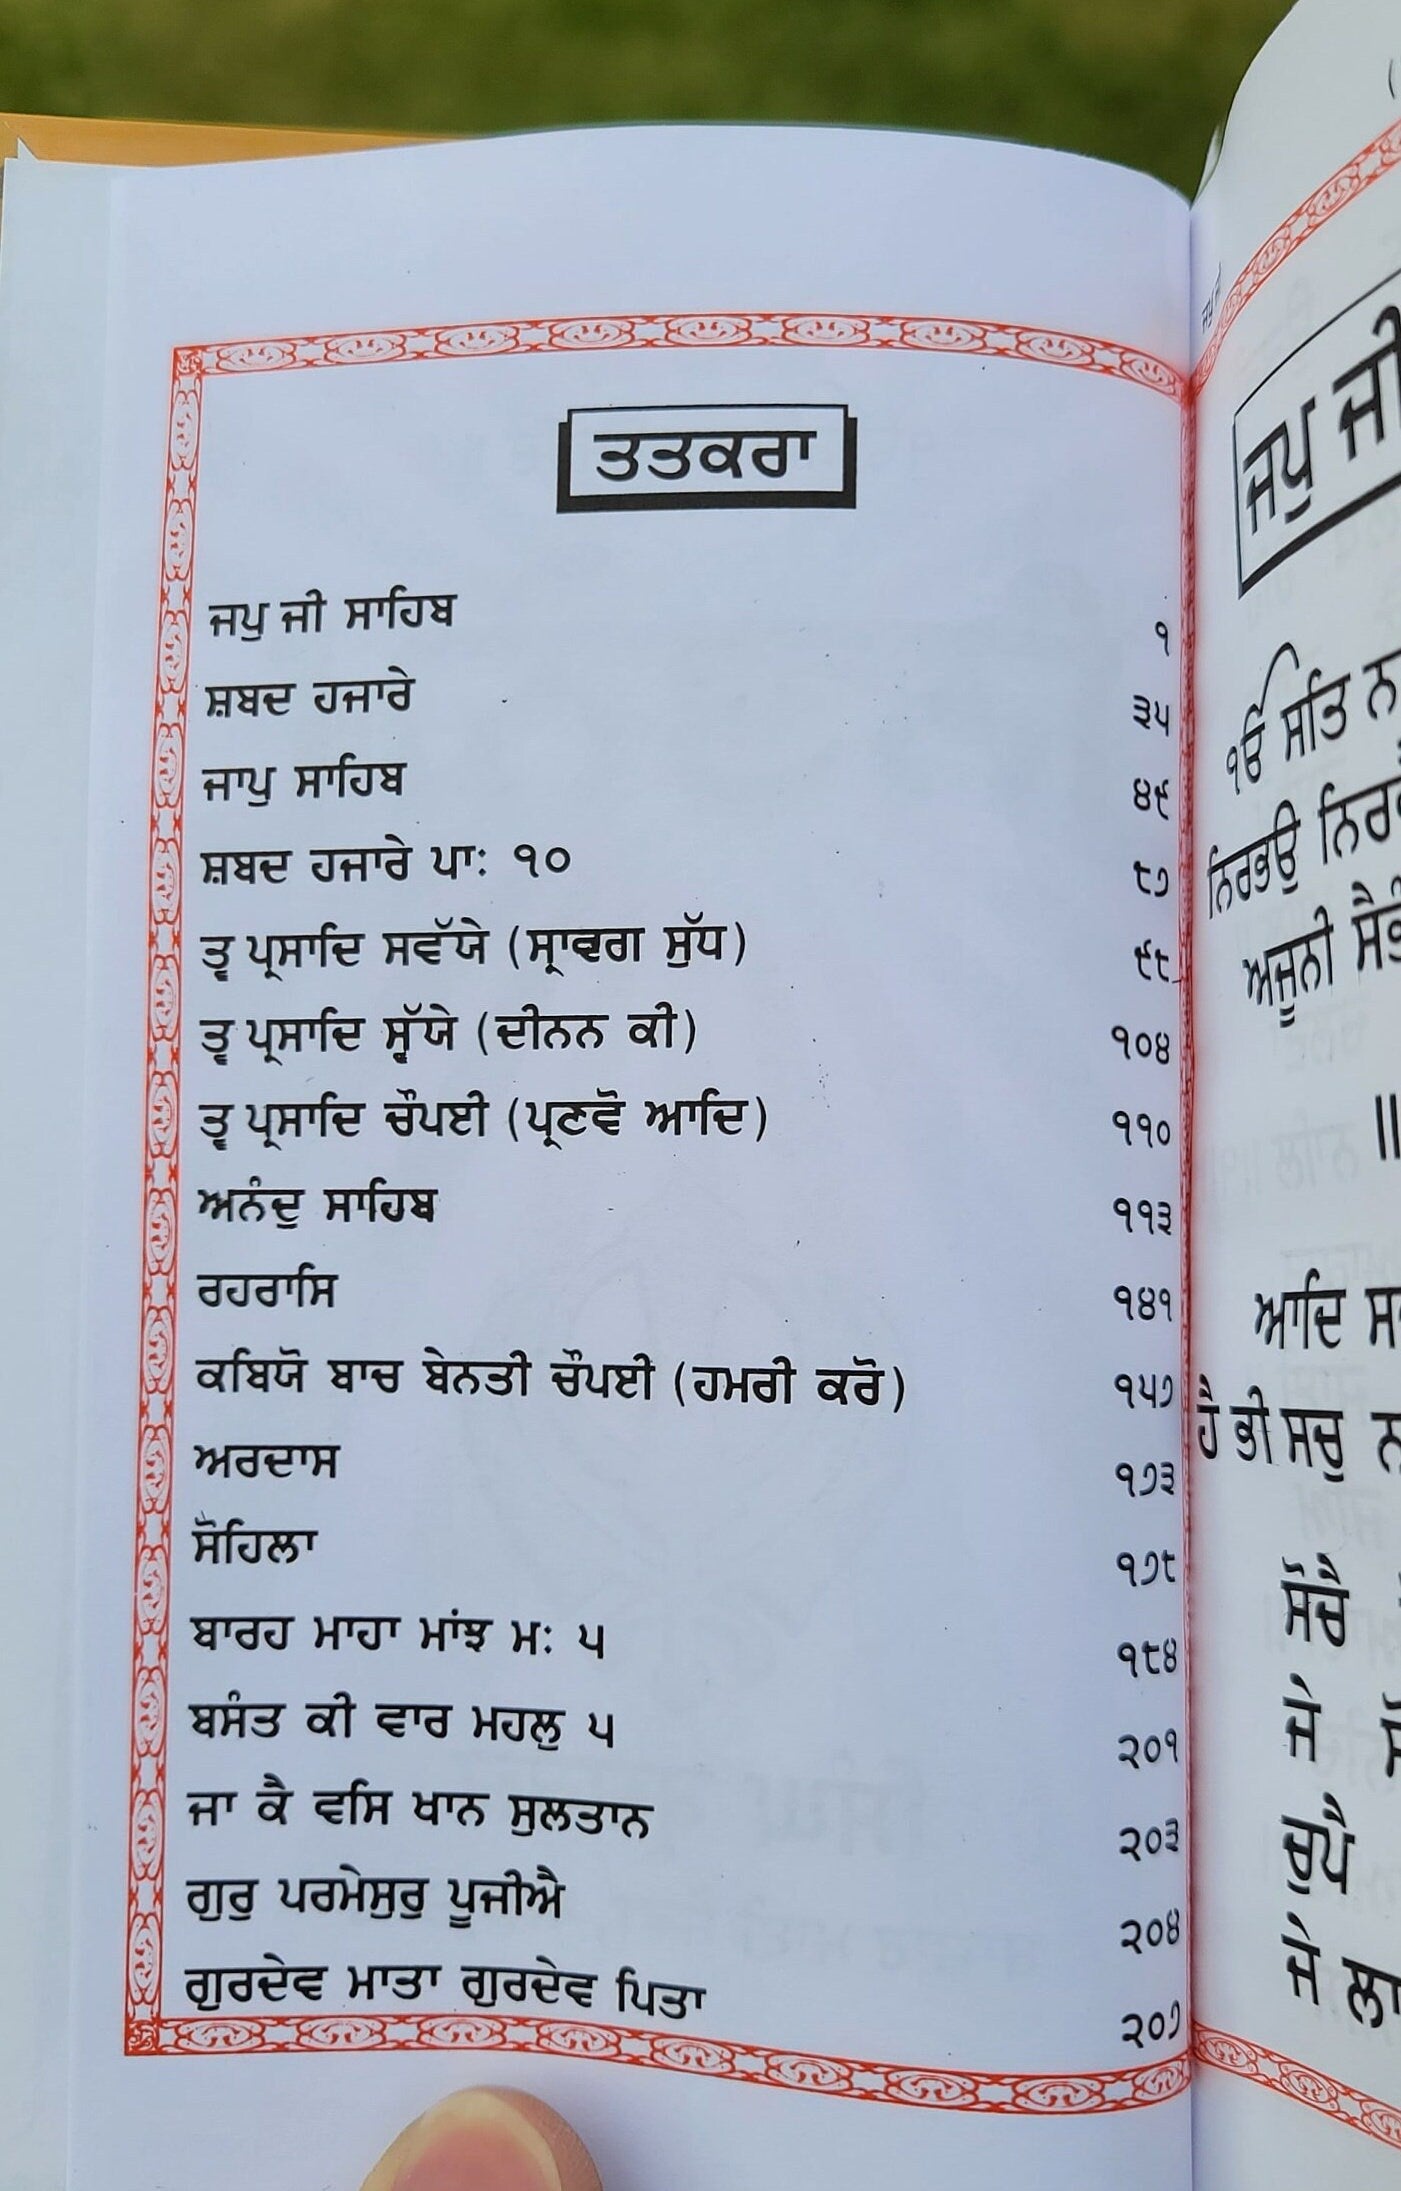 ਤਤਕਰਾ
ਜਪੁ ਜੀ ਸਾਹਿਬ ੧
ਸ਼ਬਦ ਹਜਾਰੇ ੩੫
ਜਾਪੁ ਸਾਹਿਬ ੪੯
ਸ਼ਬਦ ਹਜਾਰੇ ਪਾ: ੧੦ ੮੭
ਤ੍ਵ ਪ੍ਰਸਾਦਿ ਸਵੱਯੇ (ਸ੍ਰਾਵਗ ਸੁੱਧ) ੯੮
ਤ੍ਵ ਪ੍ਰਸਾਦਿ ਸ੍ਵੱਯੇ (ਦੀਨਨ ਕੀ) ੧੦੪
ਤ੍ਵ ਪ੍ਰਸਾਦਿ ਚੌਪਈ (ਪ੍ਰਣਵੋ ਆਦਿ) ੧੧੦
ਅਨੰਦੁ ਸਾਹਿਬ ੧੧੩
ਰਹਰਾਸਿ ੧੪੧
ਕਬਿਯੋ ਬਾਚ ਬੇਨਤੀ ਚੌਪਈ (ਹਮਰੀ ਕਰੋ) ੧੫੭
ਅਰਦਾਸ ੧੭੩
ਸੋਹਿਲਾ ੧੭੮
ਬਾਰਹ ਮਾਹਾ ਮਾਂਝ ਮ: ੫ ੧੮੪
ਬਸੰਤ ਕੀ ਵਾਰ ਮਹਲੁ ੫ ੨੦੧
ਜਾ ਕੈ ਵਸਿ ਖਾਨ ਸੁਲਤਾਨ ੨੦੩
ਗੁਰੁ ਪਰਮੇਸੁਰੁ ਪੂਜੀਐ ੨੦੪
ਗੁਰਦੇਵ ਮਾਤਾ ਗੁਰਦੇਵ ਪਿਤਾ ੨੦੭
ਜਪੁ ਜੀ
ੴ ਸਤਿ
ਨਿਰਭਉ
ਅਜੂਨੀ
॥
ਆਦਿ
ਹੈ ਭੀ ਸਚੁ
ਸੋਚੈ
ਜੇ
ਚੁਪੈ
ਜੇ